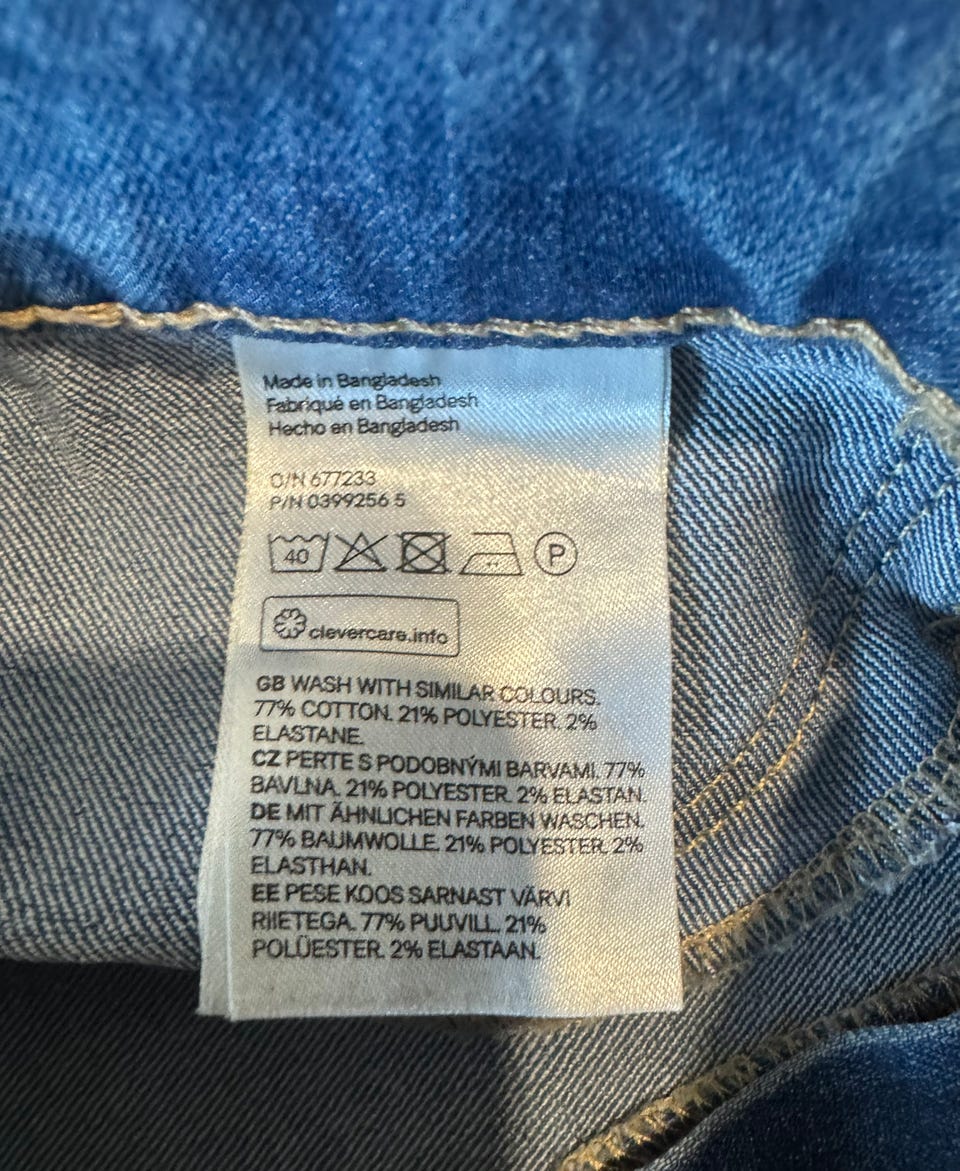 Made in Bangladesh
Fabriqué en Bangladesh
Hecho en Bangladesh
O/N 677233
P/N 0399256 5
40 P
clevercare.info
GB WASH WITH SIMILAR COLOURS.
77% COTTON. 21% POLYESTER. 2%
ELASTANE.
CZ PERTE S PODOBNÝMI BARVAMI. 77%
BAVLNA. 21% POLYESTER. 2% ELASTAN.
DE MIT ÄHNLICHEN FARBEN WASCHEN.
77% BAUMWOLLE. 21% POLYESTER. 2%
ELASTHAN.
EE PESE KOOS SARNAST VÄRVI
RIIETEGA. 77% PUUVILL. 21%
POLÜESTER. 2% ELASTAAN.